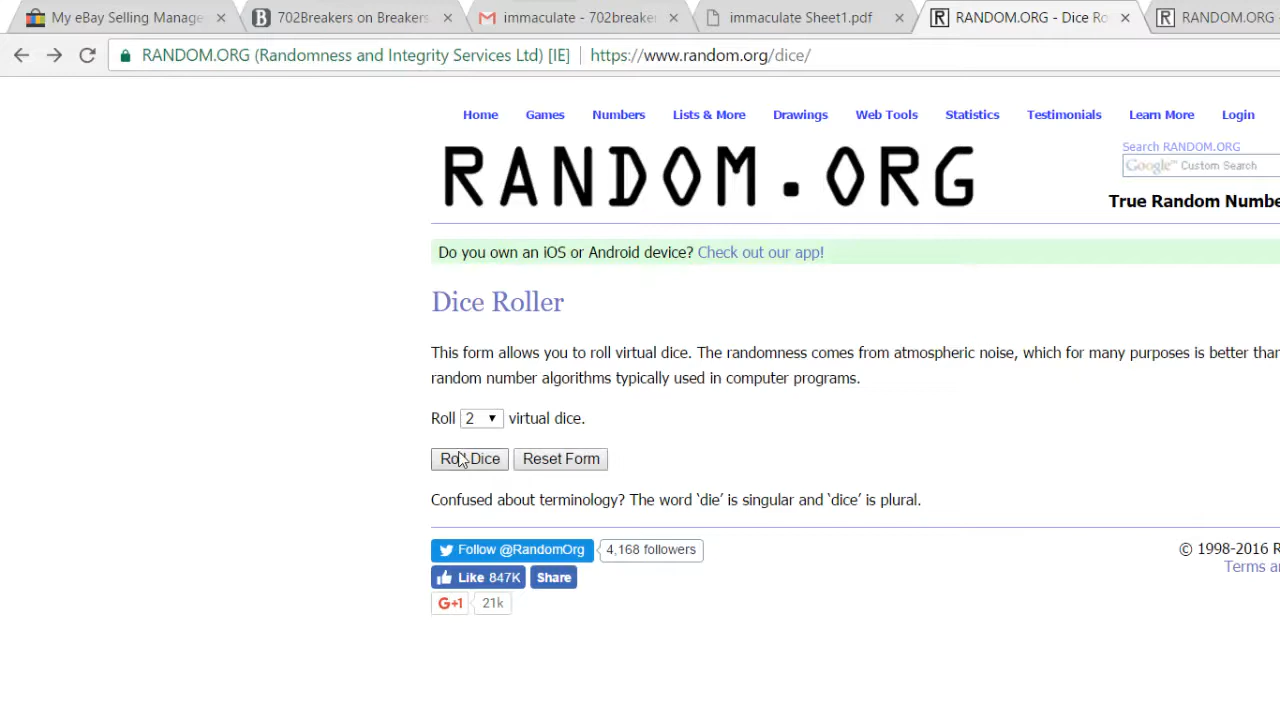 My eBay Selling Manage
702Breakers on Breakers
immaculate - 702breaker
immaculate Sheet1.pdf
RANDOM.ORG - Dice Ro
RANDOM.ORG
RANDOM.ORG (Randomness and Integrity Services Ltd) [IE] https://www.random.org/dice/
Home Games Numbers Lists & More Drawings Web Tools Statistics Testimonials Learn More Login
RANDOM.ORG
Search RANDOM.ORG
Google™ Custom Search
True Random Numbe
Do you own an iOS or Android device? Check out our app!
Dice Roller
This form allows you to roll virtual dice. The randomness comes from atmospheric noise, which for many purposes is better than
random number algorithms typically used in computer programs.
Roll 2 virtual dice.
Roll Dice Reset Form
Confused about terminology? The word ‘die’ is singular and ‘dice’ is plural.
Follow @RandomOrg 4,168 followers
Like 847K Share
G+1 21k
© 1998-2016 R
Terms a